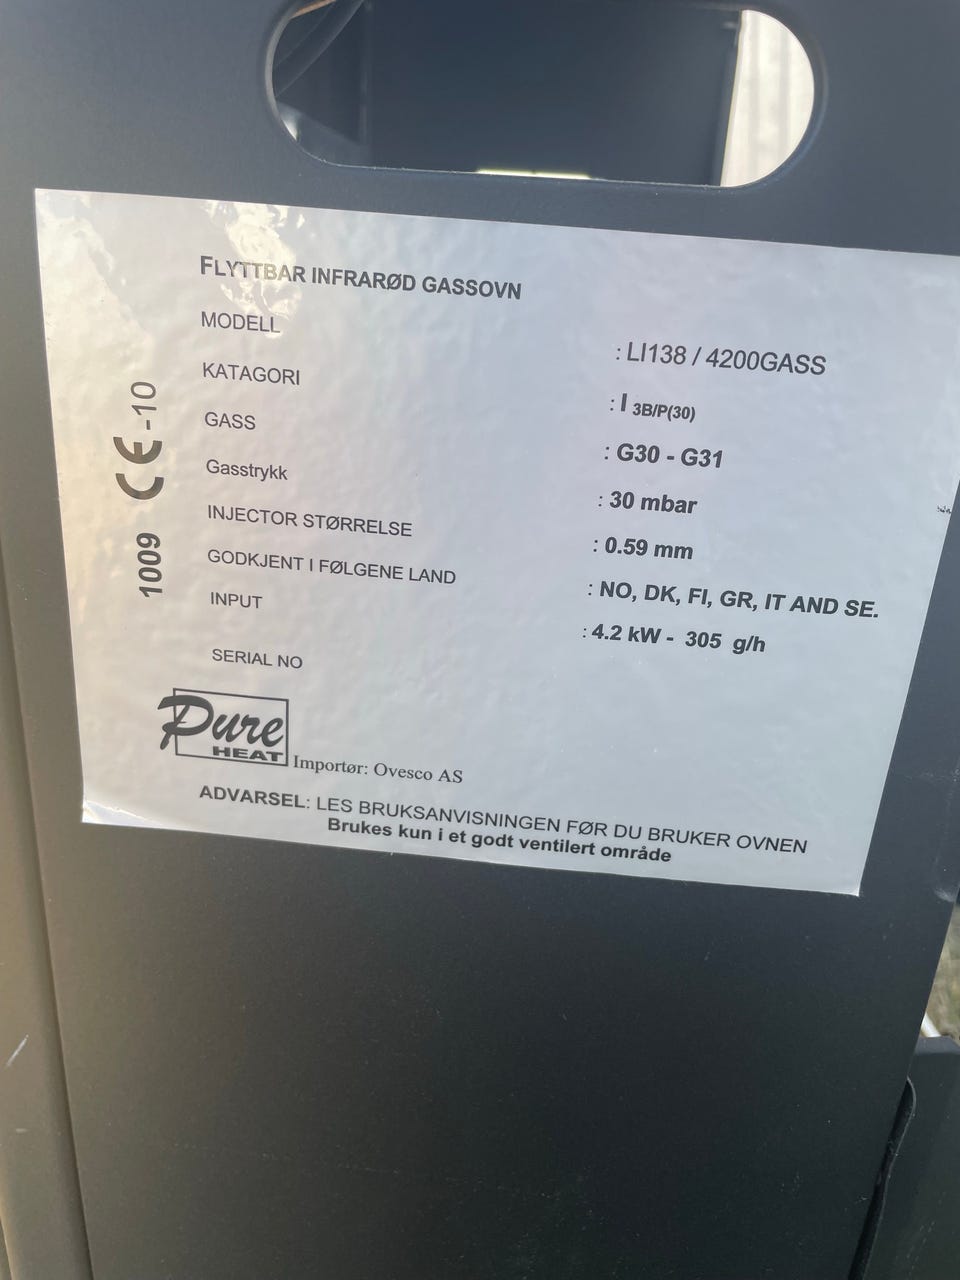 FLYTTBAR INFRARØD GASSOVN
MODELL : LI138 / 4200GASS
KATAGORI : I 3B/P(30)
GASS : G30 - G31
Gasstrykk : 30 mbar
INJECTOR STØRRELSE : 0.59 mm
GODKJENT I FØLGENE LAND : NO, DK, FI, GR, IT AND SE.
INPUT : 4.2 kW - 305 g/h
SERIAL NO
1009 CE-10
Pure
HEAT
Importør: Ovesco AS
ADVARSEL: LES BRUKSANVISNINGEN FØR DU BRUKER OVNEN
Brukes kun i et godt ventilert område